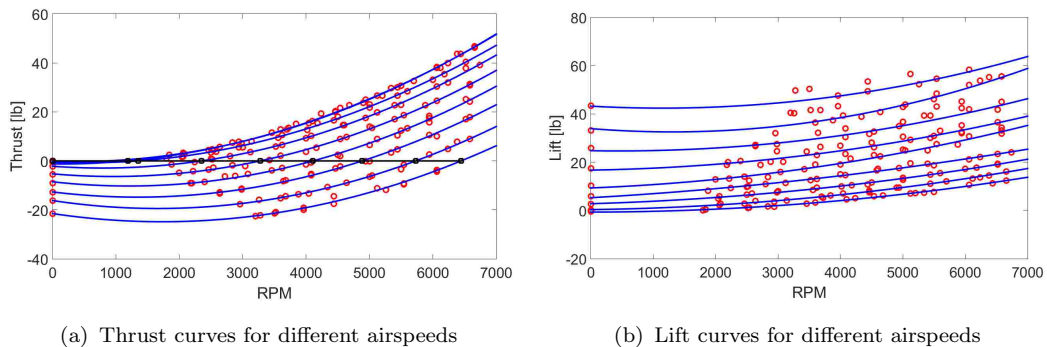 60
40
20
0
-20
-40
Thrust [lb]
0 1000 2000 3000 4000 5000 6000 7000
RPM
(a) Thrust curves for different airspeeds
80
60
40
20
0
-20
Lift [lb]
0 1000 2000 3000 4000 5000 6000 7000
RPM
(b) Lift curves for different airspeeds